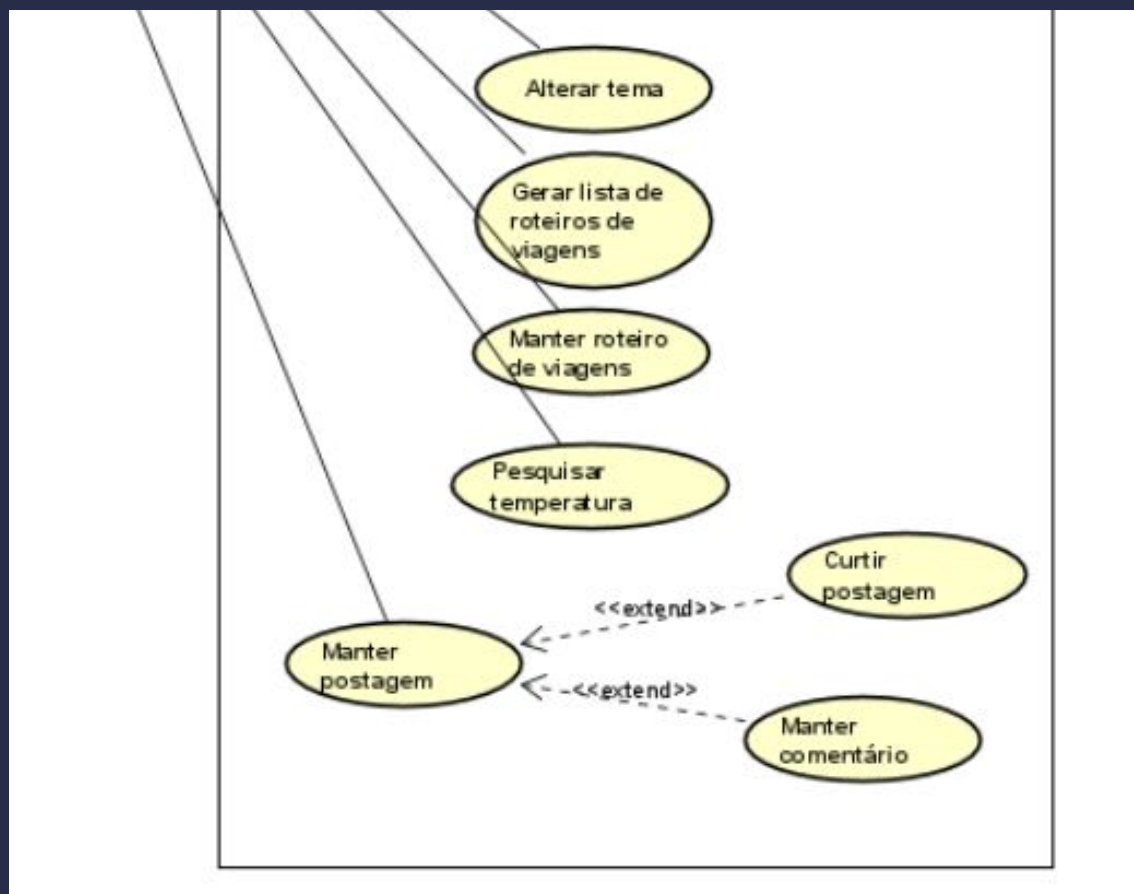 Alterar tema
Gerar lista de
roteiros de
viagens
Manter roteiro
de viagens
Pesquisar
temperatura
Curtir
postagem
<<extend>>
Manter
postagem
<<extend>>
Manter
comentário